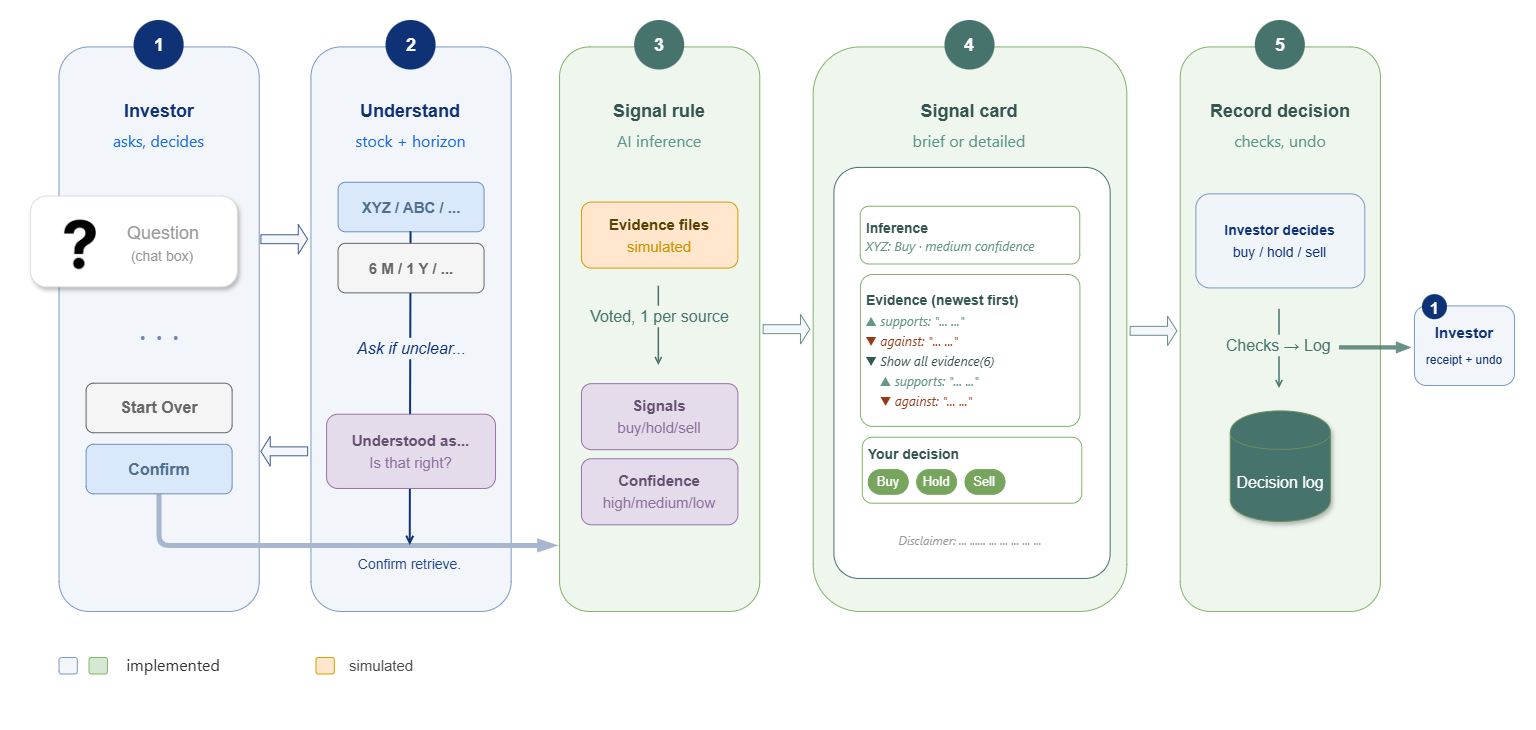 1
Investor
asks, decides
?
Question
(chat box)
• • •
Start Over
Confirm
2
Understand
stock + horizon
XYZ / ABC / ...
6 M / 1 Y / ...
Ask if unclear...
Understood as...
Is that right?
Confirm retrieve.
3
Signal rule
AI inference
Evidence files
simulated
Voted, 1 per source
Signals
buy/hold/sell
Confidence
high/medium/low
4
Signal card
brief or detailed
Inference
XYZ: Buy · medium confidence
Evidence (newest first)
▲ supports: "... ..."
▼ against: "... ..."
▼ Show all evidence(6)
▲ supports: "... ..."
▼ against: "... ..."
Your decision
Buy Hold Sell
Disclaimer: ... ...... ... ... ... ... ... ...
5
Record decision
checks, undo
Investor decides
buy / hold / sell
Checks → Log
Decision log
1
Investor
receipt + undo
implemented
simulated